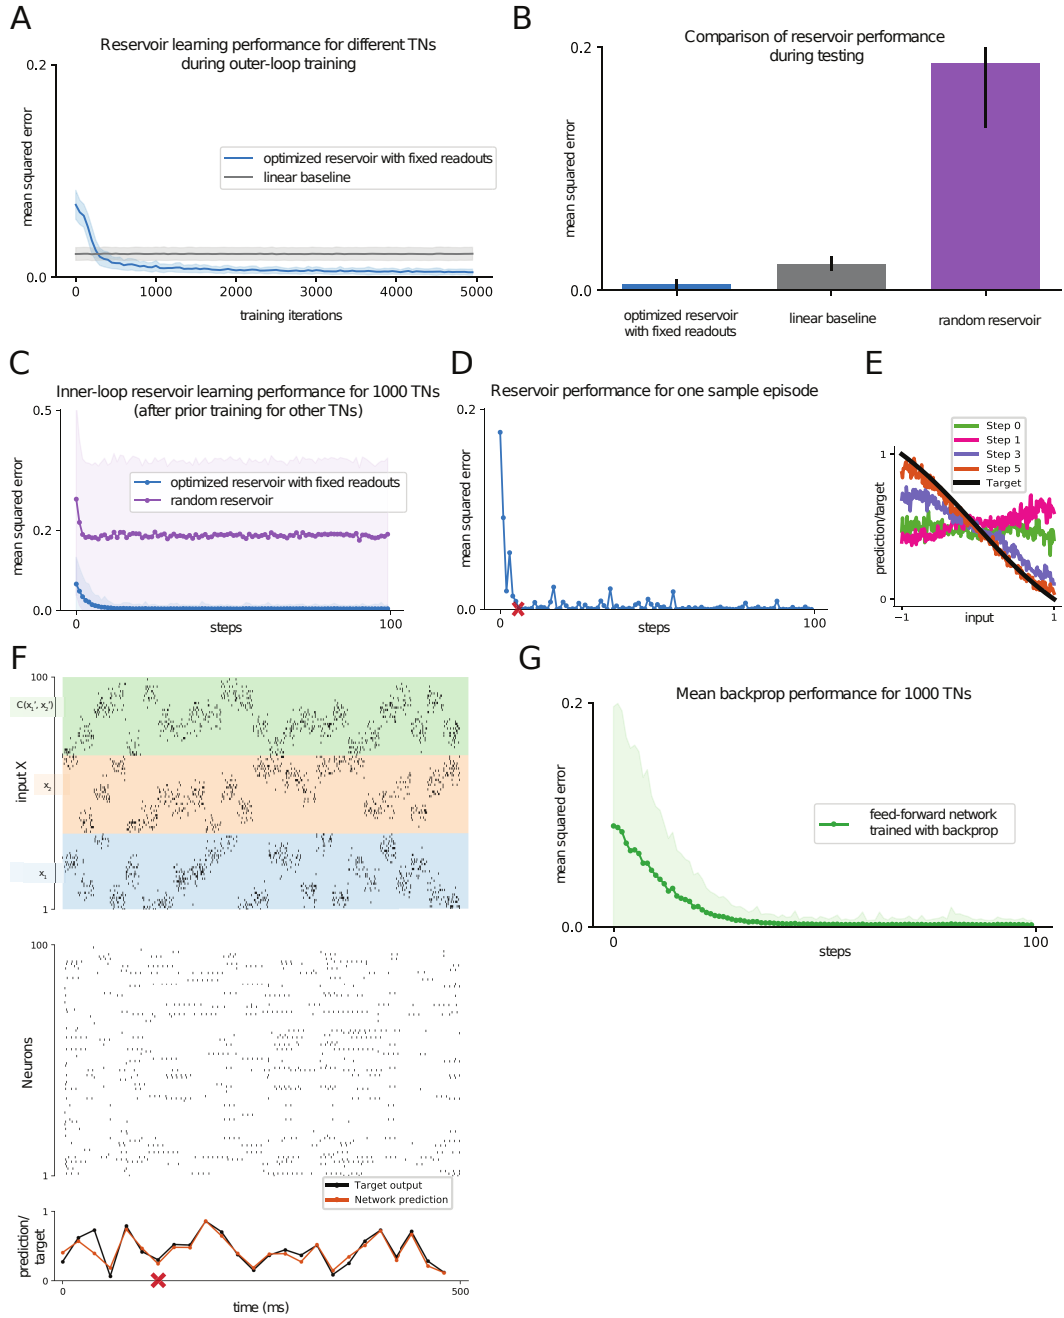 A
Reservoir learning performance for different TNs
during outer-loop training
0.2
mean squared error
optimized reservoir with fixed readouts
linear baseline
0.0
0
1000
2000
3000
4000
5000
training iterations
B
Comparison of reservoir performance
during testing
0.2
mean squared error
0.0
optimized reservoir
with fixed readouts
linear baseline
random reservoir
C
Inner-loop reservoir learning performance for 1000 TNs
(after prior training for other TNs)
0.5
mean squared error
optimized reservoir with fixed readouts
random reservoir
0.2
0.0
0
steps
100
D
Reservoir performance for one sample episode
0.2
mean squared error
0.0
0
steps
100
E
Step 0
Step 1
Step 3
Step 5
Target
1
prediction/target
0
−1
input
1
F
100
C(x₁', x₂')
input X
x₂
x₁
1
100
Neurons
1
Target output
Network prediction
1
prediction/
target
0
0
500
time (ms)
G
Mean backprop performance for 1000 TNs
0.2
mean squared error
feed-forward network
trained with backprop
0.0
0
steps
100